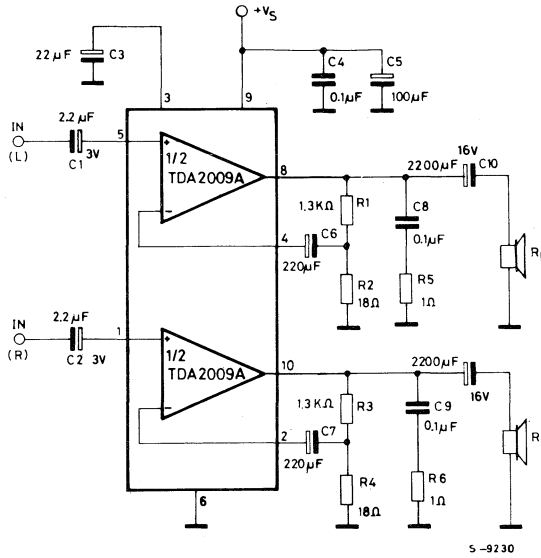 +VS
22µF
C3
C4
0.1µF
C5
100µF
3
9
2.2µF
IN
(L)
C1
3V
5
1/2
TDA2009A
+
−
8
4
C6
220µF
1,3KΩ
R1
R2
18Ω
C8
0.1µF
R5
1Ω
16V
2200µF
C10
R
2.2µF
IN
(R)
C2
3V
1
1/2
TDA2009A
+
−
10
2
C7
220µF
1,3KΩ
R3
R4
18Ω
C9
0.1µF
R6
1Ω
2200µF
16V
R
6
S-9230